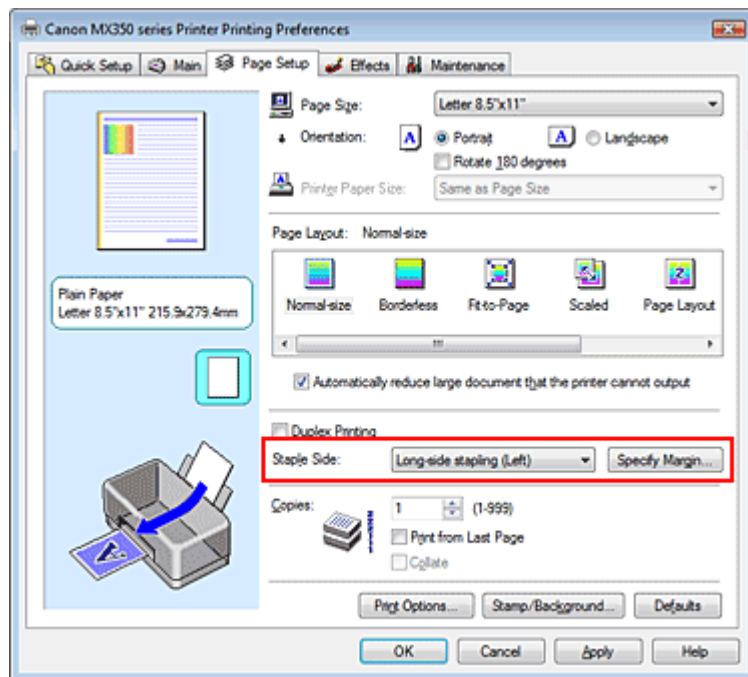 Canon MX350 series Printer Printing Preferences
Quick Setup Main Page Setup Effects Maintenance
Page Size: Letter 8.5"x11"
Orientation: A Portrait A Landscape
Rotate 180 degrees
Printer Paper Size: Same as Page Size
Page Layout: Normal-size
Normal-size Borderless Fit-to-Page Scaled Page Layout
Plain Paper
Letter 8.5"x11" 215.9x279.4mm
Automatically reduce large document that the printer cannot output
Duplex Printing
Staple Side: Long-side stapling (Left) Specify Margin...
Copies: 1 (1-999)
Print from Last Page
Collate
Print Options... Stamp/Background... Defaults
OK Cancel Apply Help